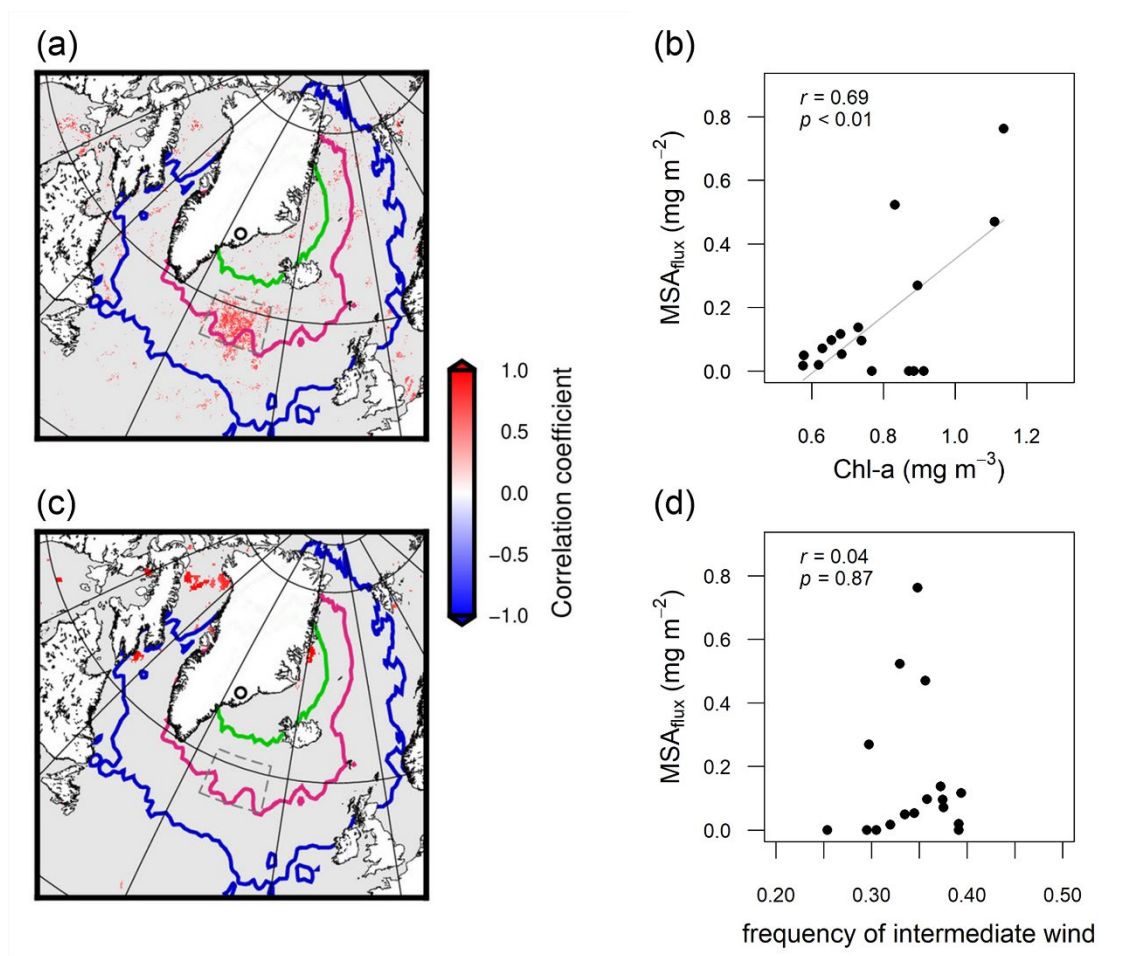 (a)
(b)
r = 0.69
p < 0.01
MSA_flux (mg m⁻²)
0.8
0.6
0.4
0.2
0.0
0.6 0.8 1.0 1.2
Chl-a (mg m⁻³)
1.0
0.5
0.0
−0.5
−1.0
Correlation coefficient
(c)
(d)
r = 0.04
p = 0.87
MSA_flux (mg m⁻²)
0.8
0.6
0.4
0.2
0.0
0.20 0.30 0.40 0.50
frequency of intermediate wind